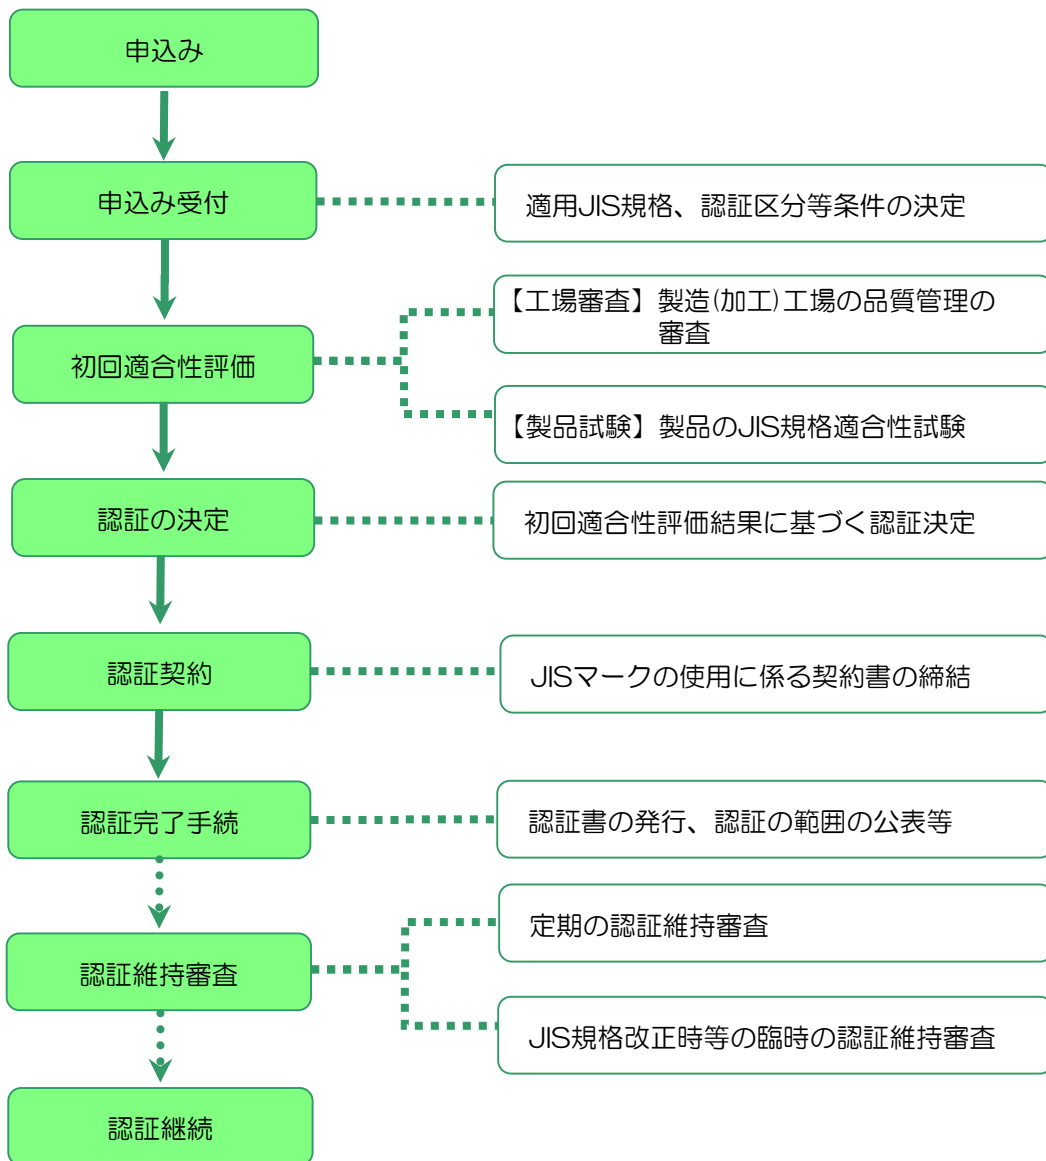 申込み
申込み受付
適用JIS規格、認証区分等条件の決定
【工場審査】製造(加工)工場の品質管理の
審査
初回適合性評価
【製品試験】製品のJIS規格適合性試験
認証の決定
初回適合性評価結果に基づく認証決定
認証契約
JISマークの使用に係る契約書の締結
認証完了手続
認証書の発行、認証の範囲の公表等
定期の認証維持審査
認証維持審査
JIS規格改正時等の臨時の認証維持審査
認証継続